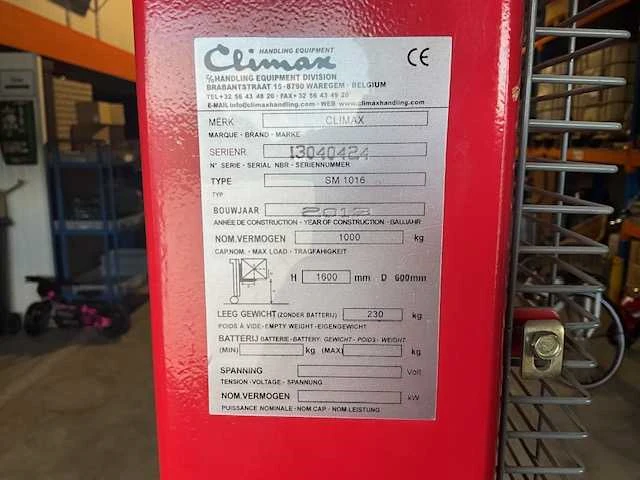 HANDLING EQUIPMENT
Climax
HANDLING EQUIPMENT DIVISION
BRABANTSTRAAT 15 - 8790 WAREGEM - BELGIUM
TEL +32 56 43 48 20 - FAX +32 56 43 49 20
E-MAIL info@climaxhandling.com - WEB www.climaxhandling.com
CE
MERK CLIMAX
MARQUE - BRAND - MARKE
SERIENR. 13040424
N° SERIE - SERIAL NBR - SERIENNUMMER
TYPE SM 1016
TYP
BOUWJAAR 2013
ANNÉE DE CONSTRUCTION - YEAR OF CONSTRUCTION - BAUJAHR
NOM.VERMOGEN 1000 kg
CAP.NOM. - MAX LOAD - TRAGFAHIGKEIT
H 1600 mm D 600mm
LEEG GEWICHT (ZONDER BATTERIJ) 230 kg
POIDS À VIDE - EMPTY WEIGHT - EIGENGEWICHT
BATTERIJ BATTERIE - BATTERY: GEWICHT - POIDS - WEIGHT
(MIN) kg (MAX) kg
SPANNING Volt
TENSION - VOLTAGE - SPANNUNG
NOM.VERMOGEN kW
PUISSANCE NOMINALE - NOM.CAP - NOM.LEISTUNG